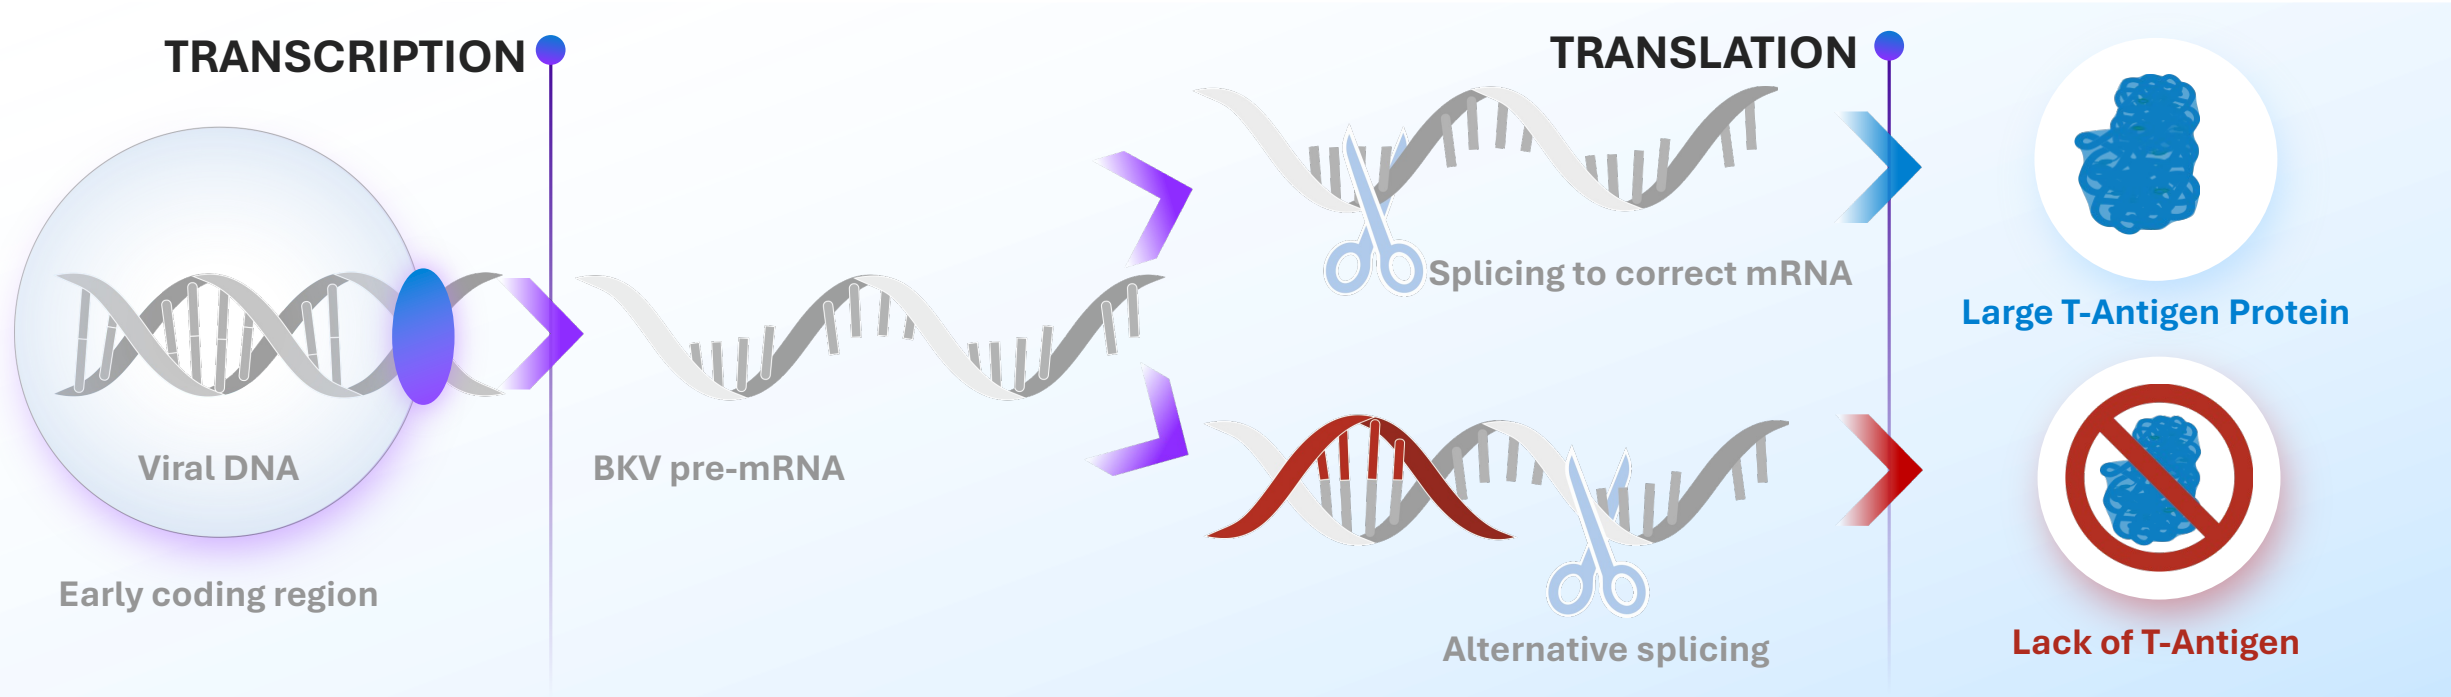 TRANSCRIPTION
TRANSLATION
Viral DNA
Early coding region
BKV pre-mRNA
Splicing to correct mRNA
Alternative splicing
Large T-Antigen Protein
Lack of T-Antigen